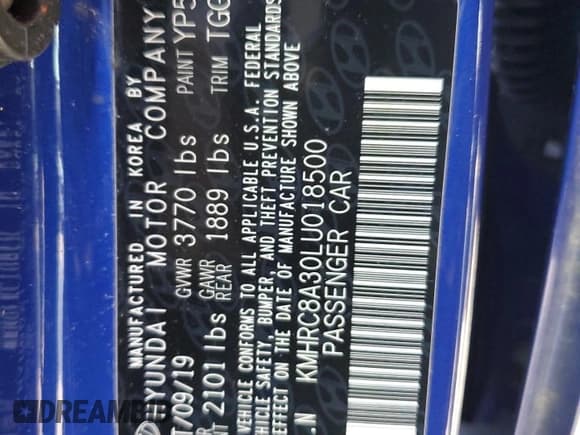 MANUFACTURED IN KOREA BY
HYUNDAI MOTOR COMPANY
T/09/19 GVWR 3770 lbs PAINT YP5
2101 lbs GAWR REAR 1889 lbs TRIM TGG
VEHICLE CONFORMS TO ALL APPLICABLE U.S.A. FEDERAL
VEHICLE SAFETY, BUMPER, AND THEFT PREVENTION STANDARDS
EFFECT ON THE DATE OF MANUFACTURE SHOWN ABOVE
.N KMHRC8A30LU018500
PASSENGER CAR
DREAMBID